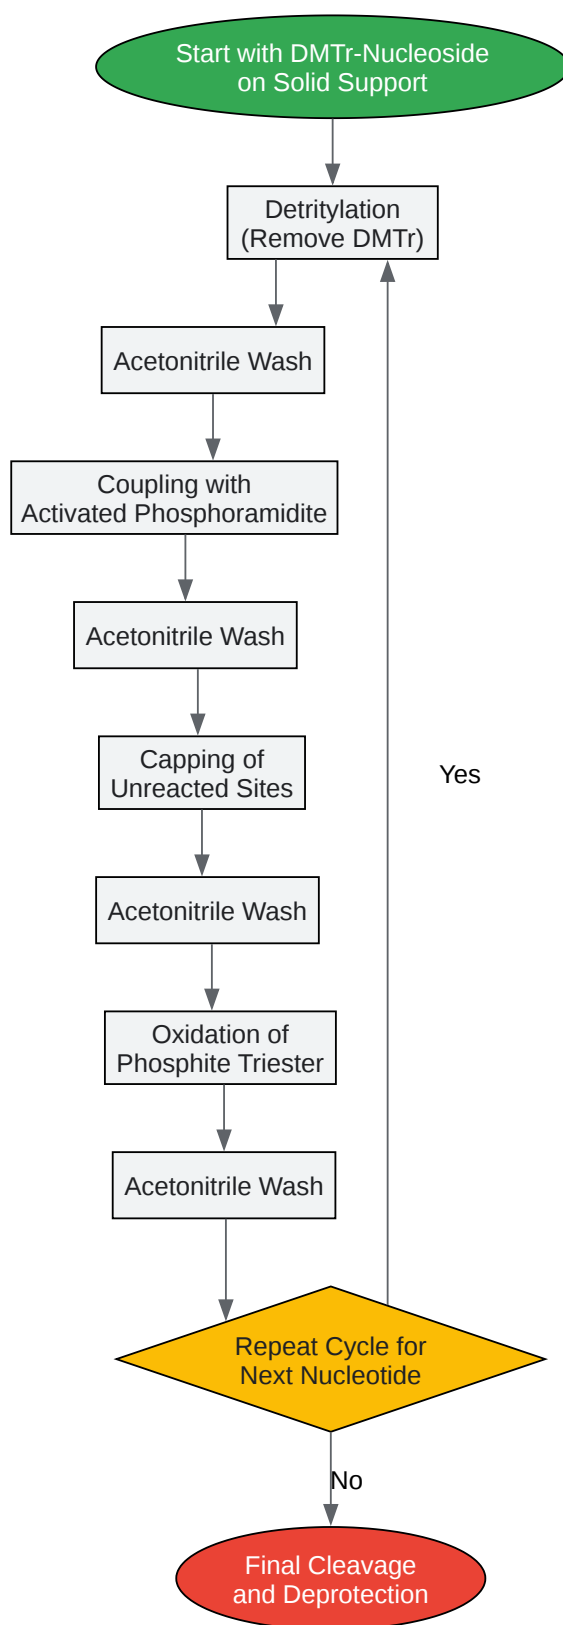 Start with DMTr-Nucleoside
on Solid Support
Detritylation
(Remove DMTr)
Acetonitrile Wash
Coupling with
Activated Phosphoramidite
Acetonitrile Wash
Capping of
Unreacted Sites
Yes
Acetonitrile Wash
Oxidation of
Phosphite Triester
Acetonitrile Wash
Repeat Cycle for
Next Nucleotide
No
Final Cleavage
and Deprotection